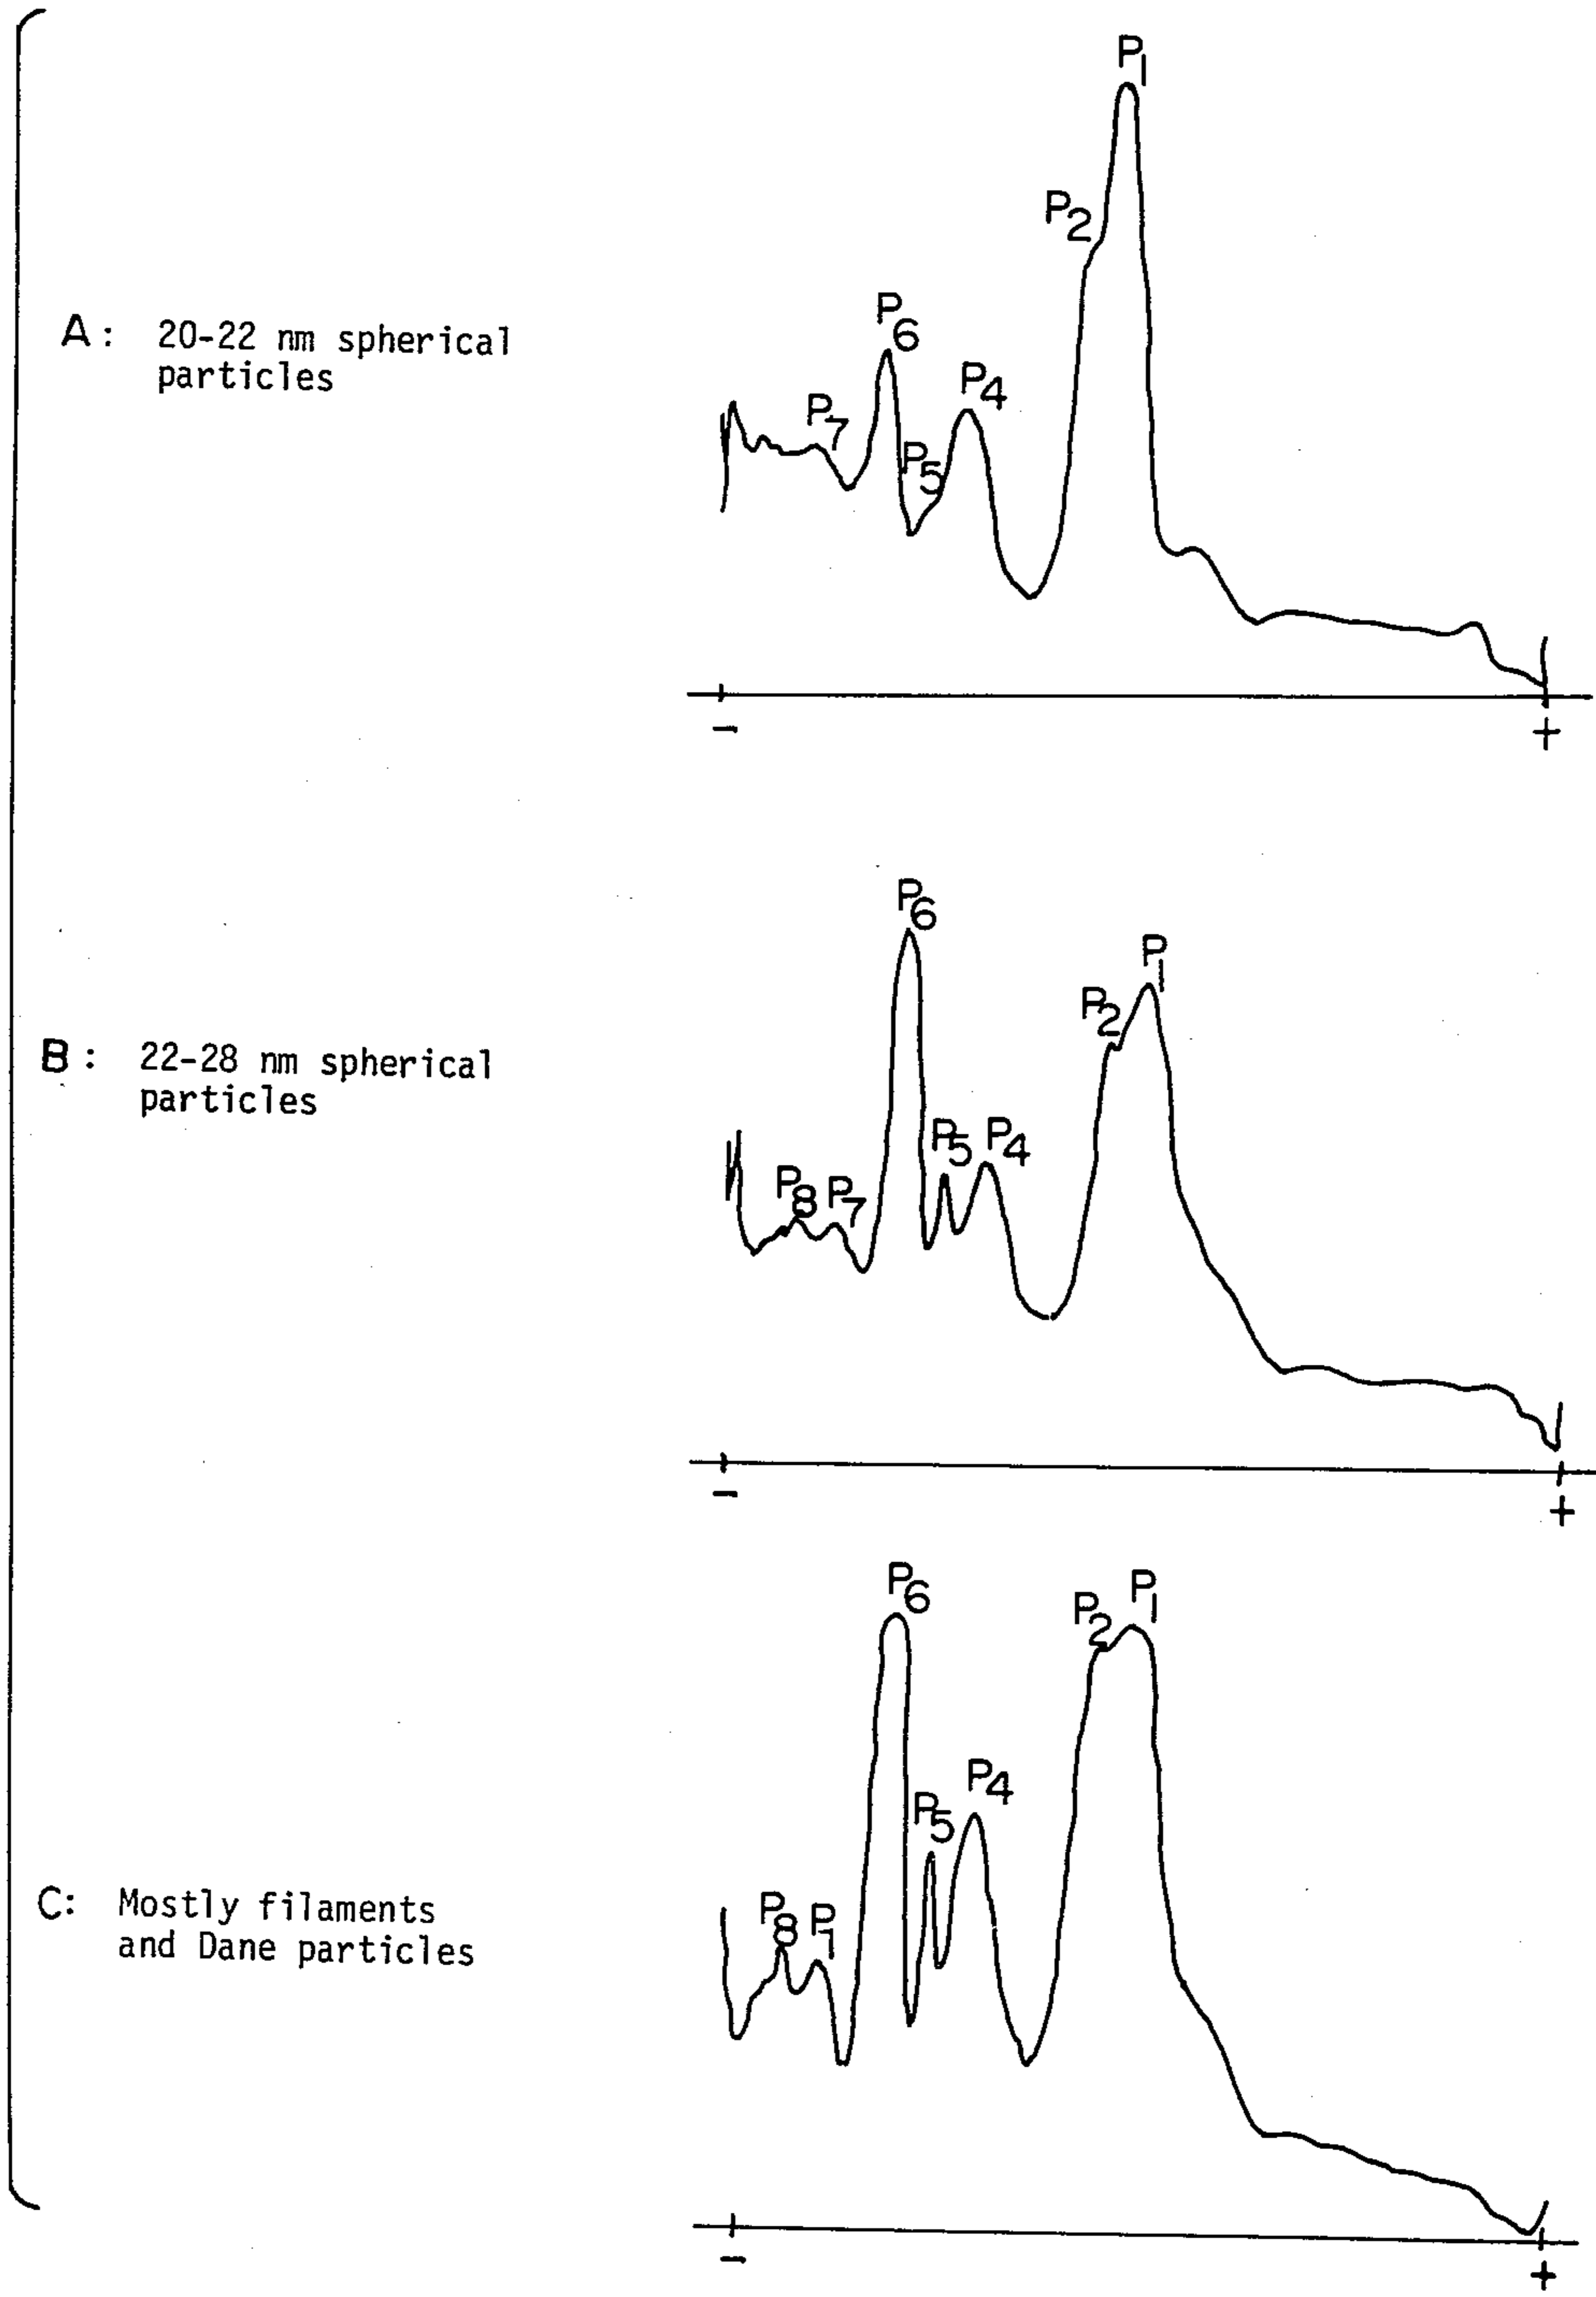 A: 20-22 nm spherical
particles
P1
P2
P6
P4
P7
P5
-
+
B: 22-28 nm spherical
particles
P6
P1
P2
P5 P4
P8 P7
-
+
C: Mostly filaments
and Dane particles
P6
P1
P2
P4
P5
P8 P1
-
+